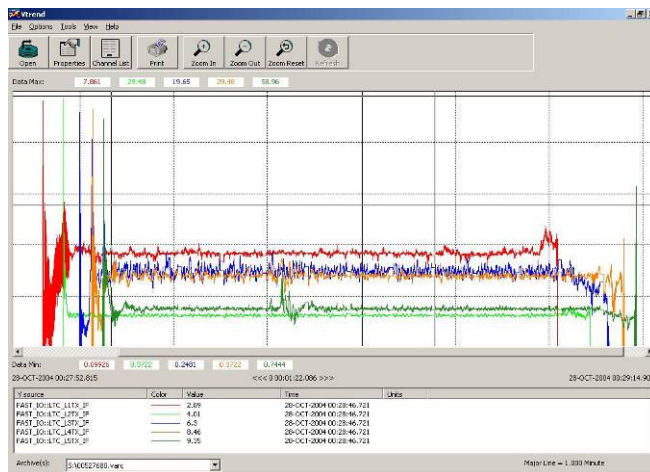 Vtrend
File Options Tools View Help
Open Properties Channel List Print Zoom In Zoom Out Zoom Reset Refresh
Data Max: 7.861 29.48 19.65 29.48 58.96
Data Min: 0.09926 0.3722 0.2481 0.3722 0.7444
28-OCT-2004 00:27:52.815 <<< 0 00:01:22.086 >>> 28-OCT-2004 00:29:14.90
Y source Color Value Time Units
FAST_IO::LTC_L1TX_IF 2.89 28-OCT-2004 00:28:46.721
FAST_IO::LTC_L2TX_IF 4.01 28-OCT-2004 00:28:46.721
FAST_IO::LTC_L3TX_IF 6.3 28-OCT-2004 00:28:46.721
FAST_IO::LTC_L4TX_IF 8.46 28-OCT-2004 00:28:46.721
FAST_IO::LTC_L5TX_IF 9.35 28-OCT-2004 00:28:46.721
Archive(s): S:\00527680.varc Major Line = 1.000 Minute